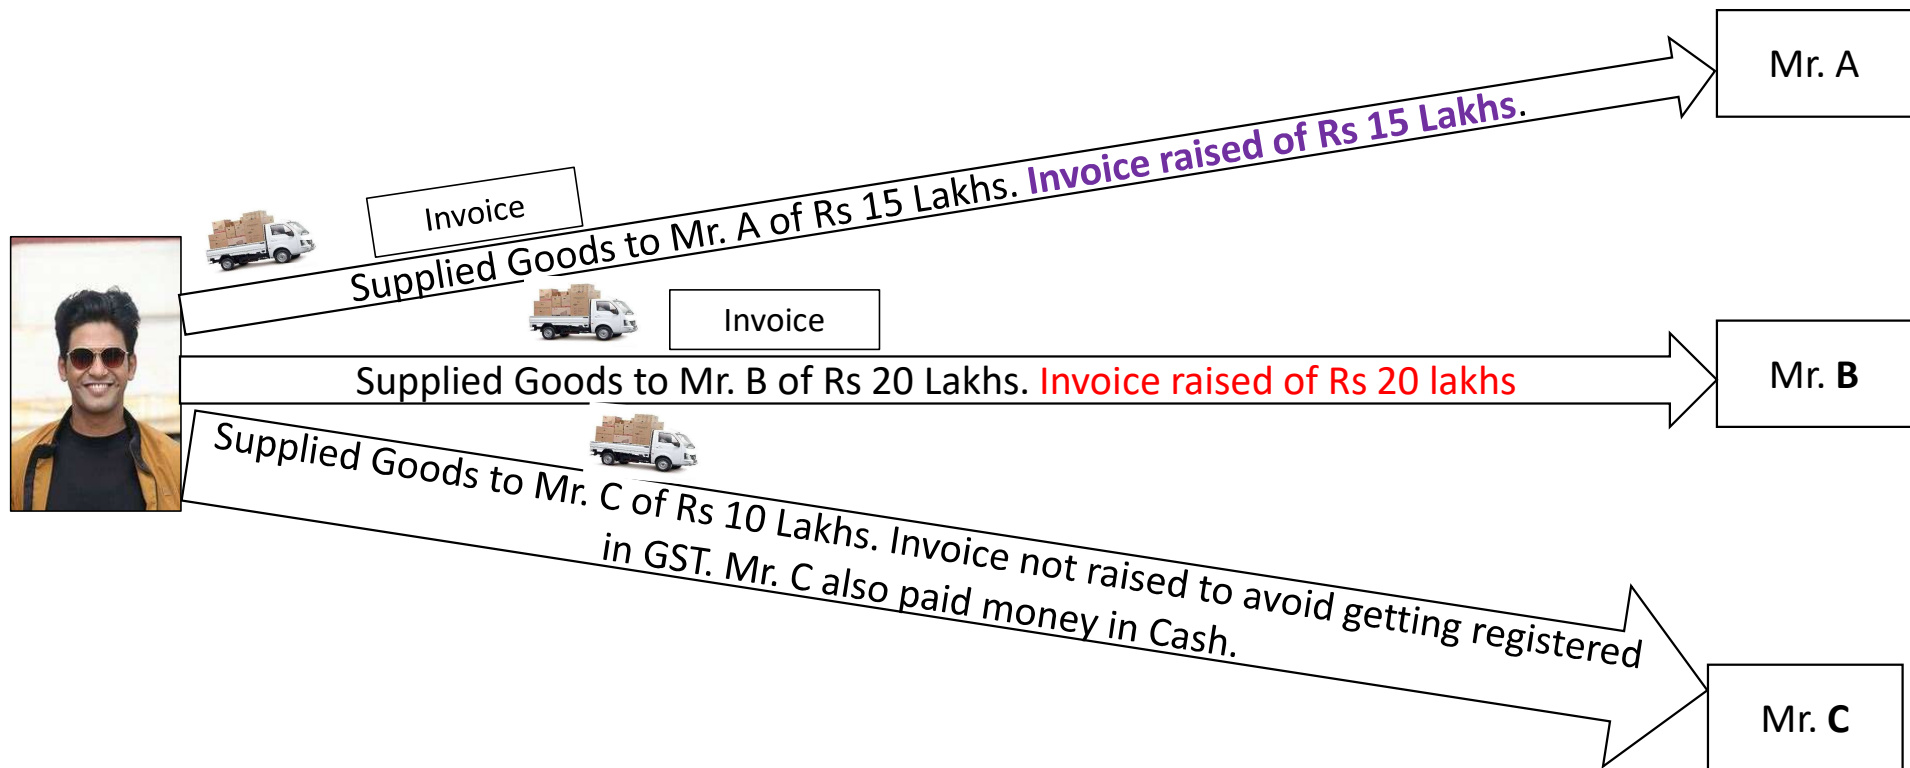 Mr. A
Supplied Goods to Mr. A of Rs 15 Lakhs. Invoice raised of Rs 15 Lakhs.
Invoice
Invoice
Supplied Goods to Mr. B of Rs 20 Lakhs. Invoice raised of Rs 20 lakhs
Mr. B
Supplied Goods to Mr. C of Rs 10 Lakhs. Invoice not raised to avoid getting registered
in GST. Mr. C also paid money in Cash.
Mr. C